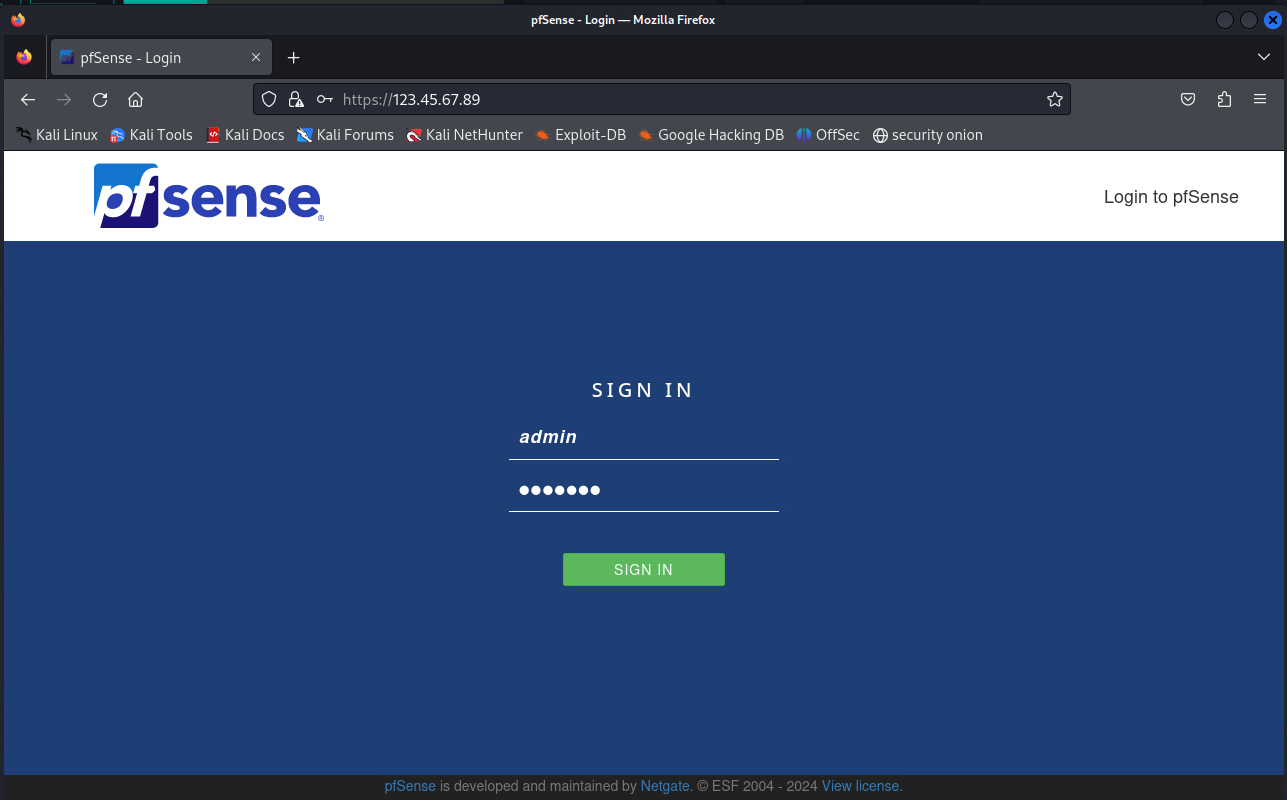 pfSense - Login — Mozilla Firefox
pfSense - Login
https://123.45.67.89
Kali Linux Kali Tools Kali Docs Kali Forums Kali NetHunter Exploit-DB Google Hacking DB OffSec security onion
pfsense® Login to pfSense
SIGN IN
admin
●●●●●●●
SIGN IN
pfSense is developed and maintained by Netgate. © ESF 2004 - 2024 View license.